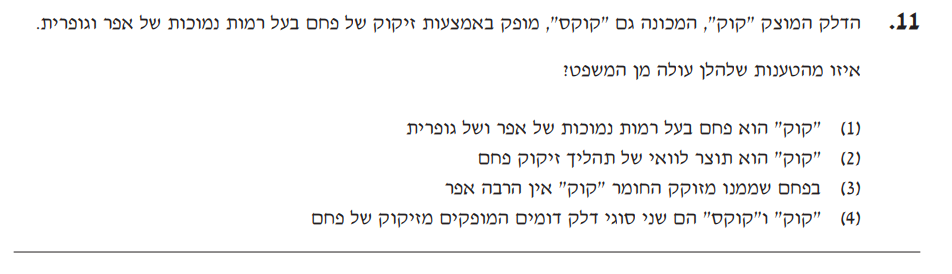 11. הדלק המוצק "קוק", המכונה גם "קוקס", מופק באמצעות זיקוק של פחם בעל רמות נמוכות של אפר וגופרית.
איזו מהטענות שלהלן עולה מן המשפט?
(1) "קוק" הוא פחם בעל רמות נמוכות של אפר ושל גופרית
(2) "קוק" הוא תוצר לוואי של תהליך זיקוק פחם
(3) בפחם שממנו מזוקק החומר "קוק" אין הרבה אפר
(4) "קוק" ו"קוקס" הם שני סוגי דלק דומים המופקים מזיקוק של פחם